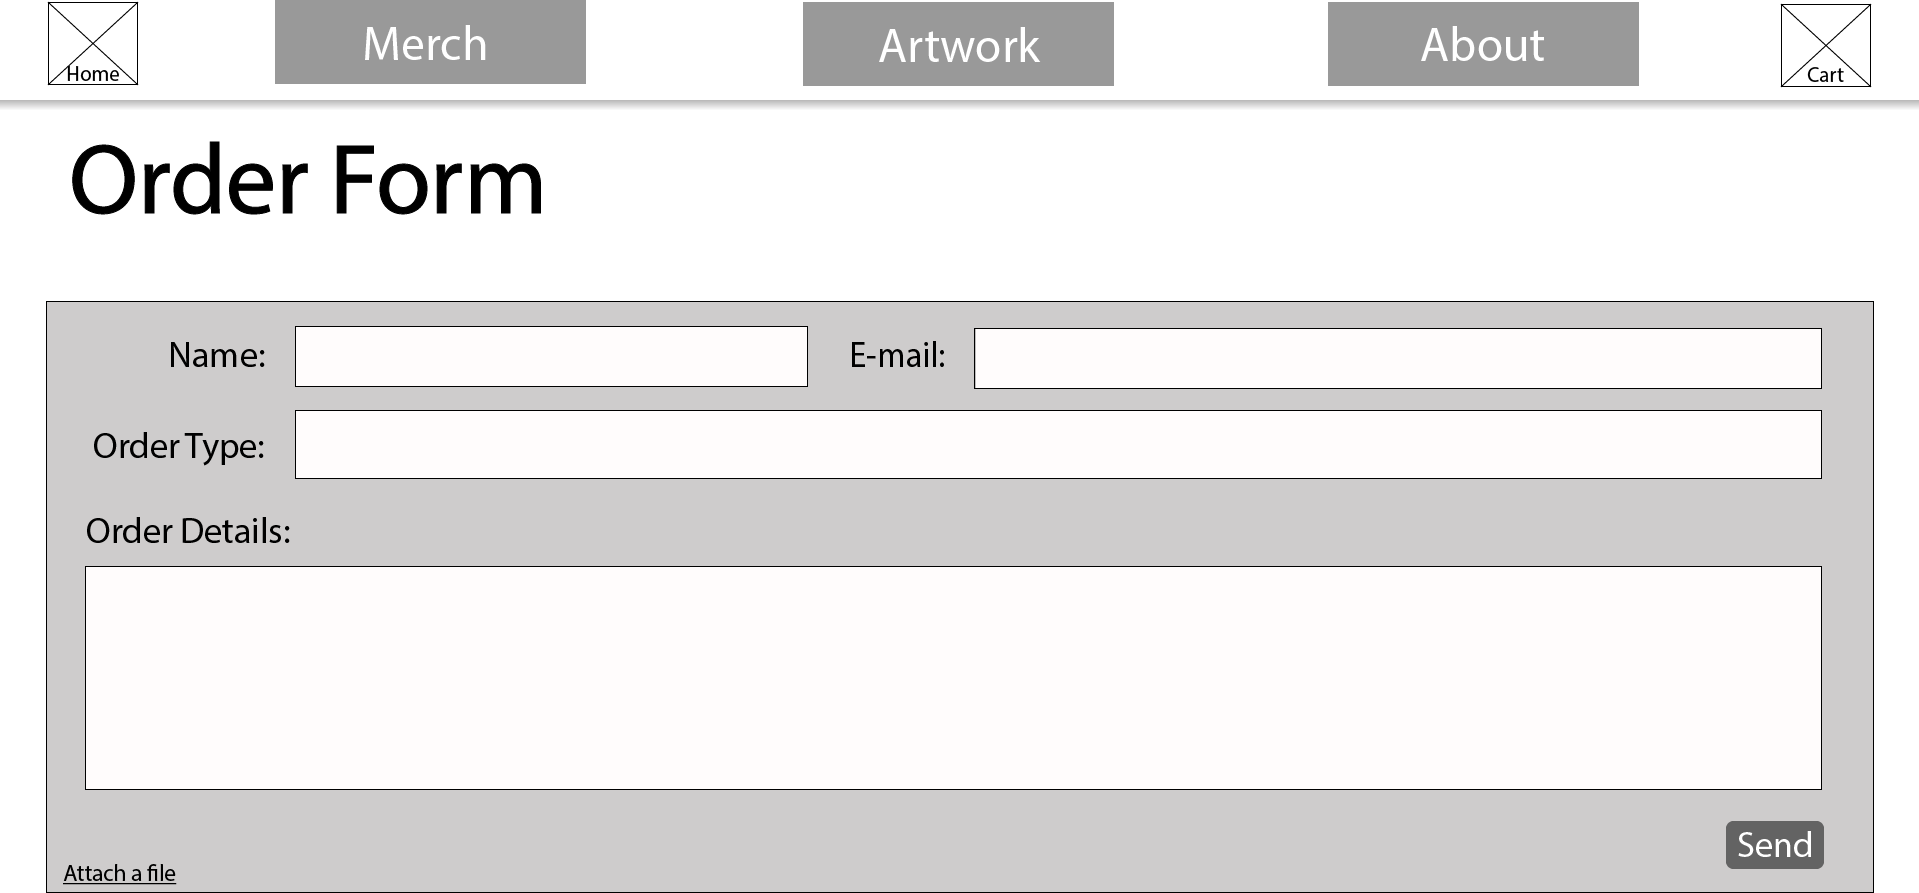 Home
Merch
Artwork
About
Cart
Order Form
Name:
E-mail:
Order Type:
Order Details:
Send
Attach a file